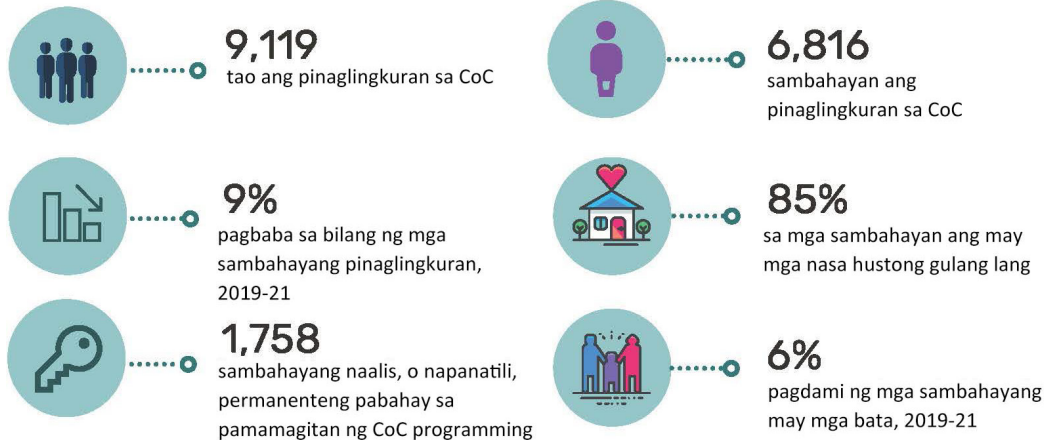 9,119
tao ang pinaglingkuran sa CoC
6,816
sambahayan ang
pinaglingkuran sa CoC
9%
pagbaba sa bilang ng mga
sambahayang pinaglingkuran,
2019-21
85%
sa mga sambahayan ang may
mga nasa hustong gulang lang
1,758
sambahayang naalis, o napanatili,
permanenteng pabahay sa
pamamagitan ng CoC programming
6%
pagdami ng mga sambahayang
may mga bata, 2019-21